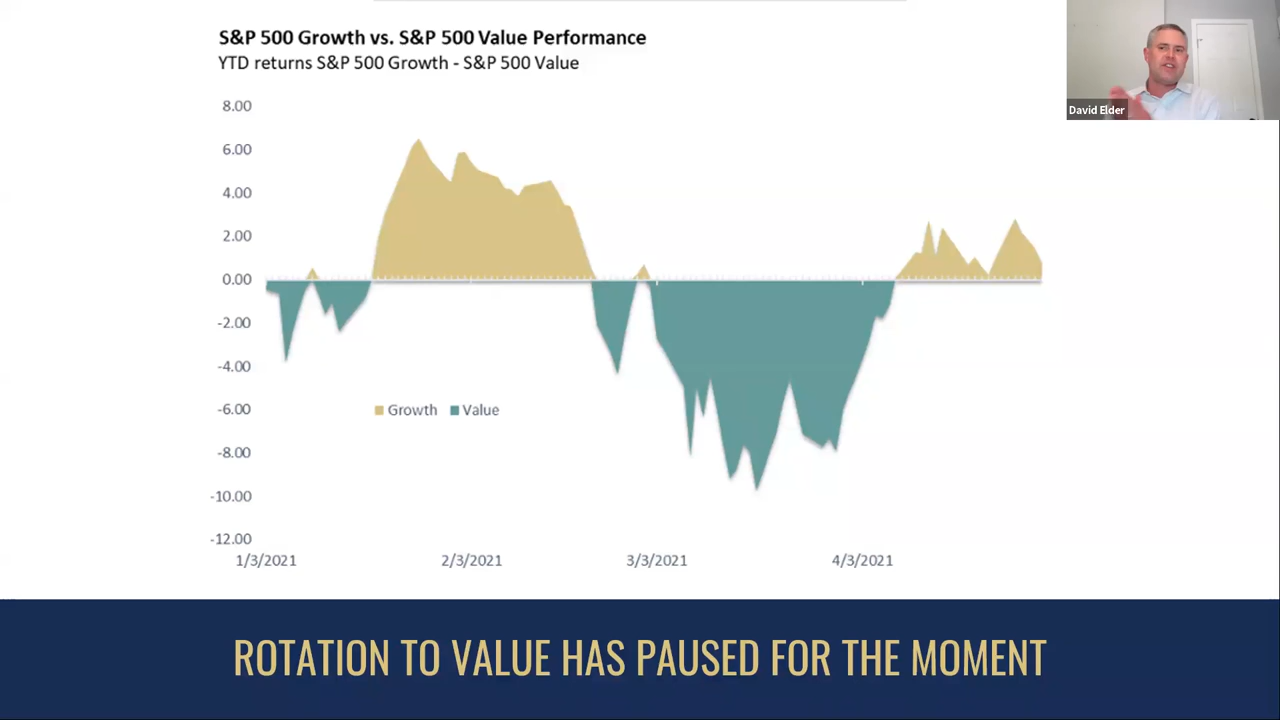 S&P 500 Growth vs. S&P 500 Value Performance
YTD returns S&P 500 Growth - S&P 500 Value
David Elder
8.00
6.00
4.00
2.00
0.00
-2.00
-4.00
-6.00
-8.00
-10.00
-12.00
Growth Value
1/3/2021 2/3/2021 3/3/2021 4/3/2021
ROTATION TO VALUE HAS PAUSED FOR THE MOMENT